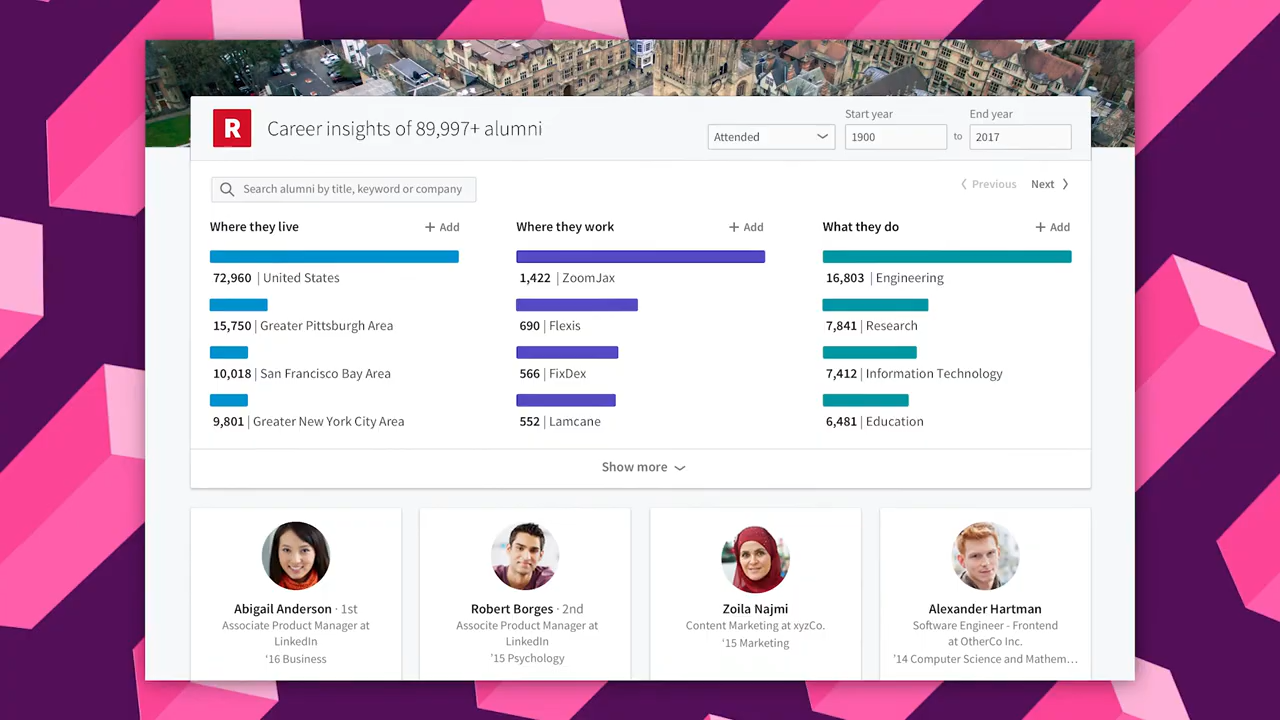 R
Career insights of 89,997+ alumni
Start year
End year
Attended
1900
to
2017
Search alumni by title, keyword or company
Previous
Next
Where they live
+ Add
72,960 | United States
15,750 | Greater Pittsburgh Area
10,018 | San Francisco Bay Area
9,801 | Greater New York City Area
Where they work
+ Add
1,422 | ZoomJax
690 | Flexis
566 | FixDex
552 | Lamcane
What they do
+ Add
16,803 | Engineering
7,841 | Research
7,412 | Information Technology
6,481 | Education
Show more
Abigail Anderson · 1st
Associate Product Manager at
LinkedIn
‘16 Business
Robert Borges · 2nd
Associte Product Manager at
LinkedIn
’15 Psychology
Zoila Najmi
Content Marketing at xyzCo.
‘15 Marketing
Alexander Hartman
Software Engineer - Frontend
at OtherCo Inc.
’14 Computer Science and Mathem…